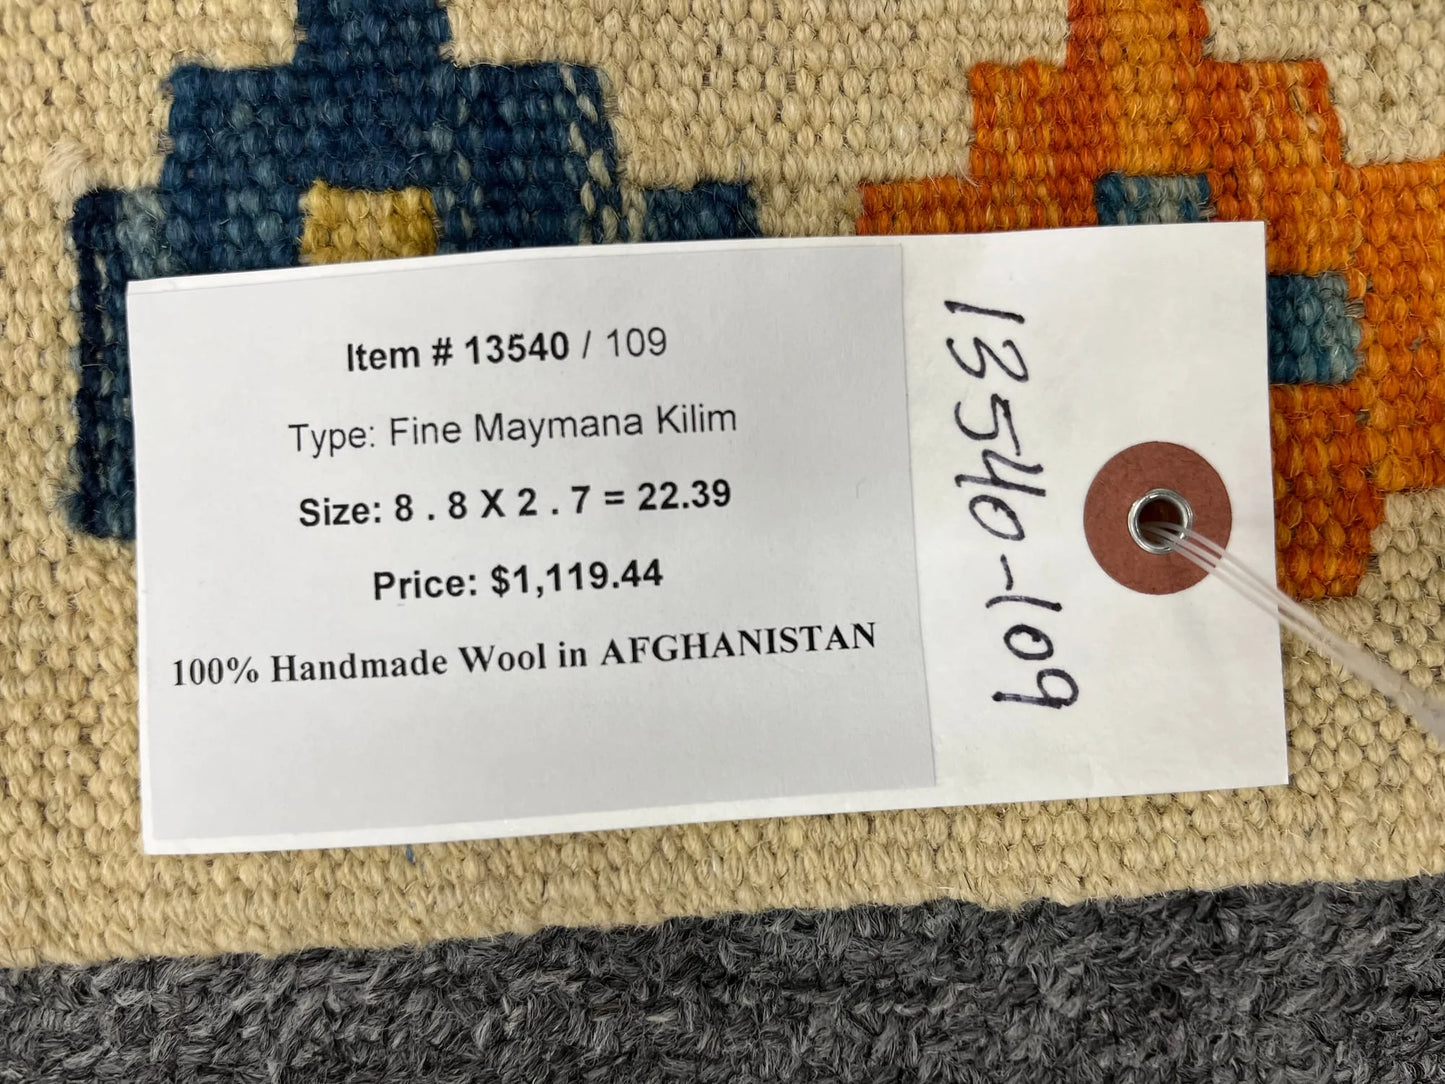 Item # 13540 / 109
Type: Fine Maymana Kilim
Size: 8 . 8 X 2 . 7 = 22.39
Price: $1,119.44
100% Handmade Wool in AFGHANISTAN
13540-109